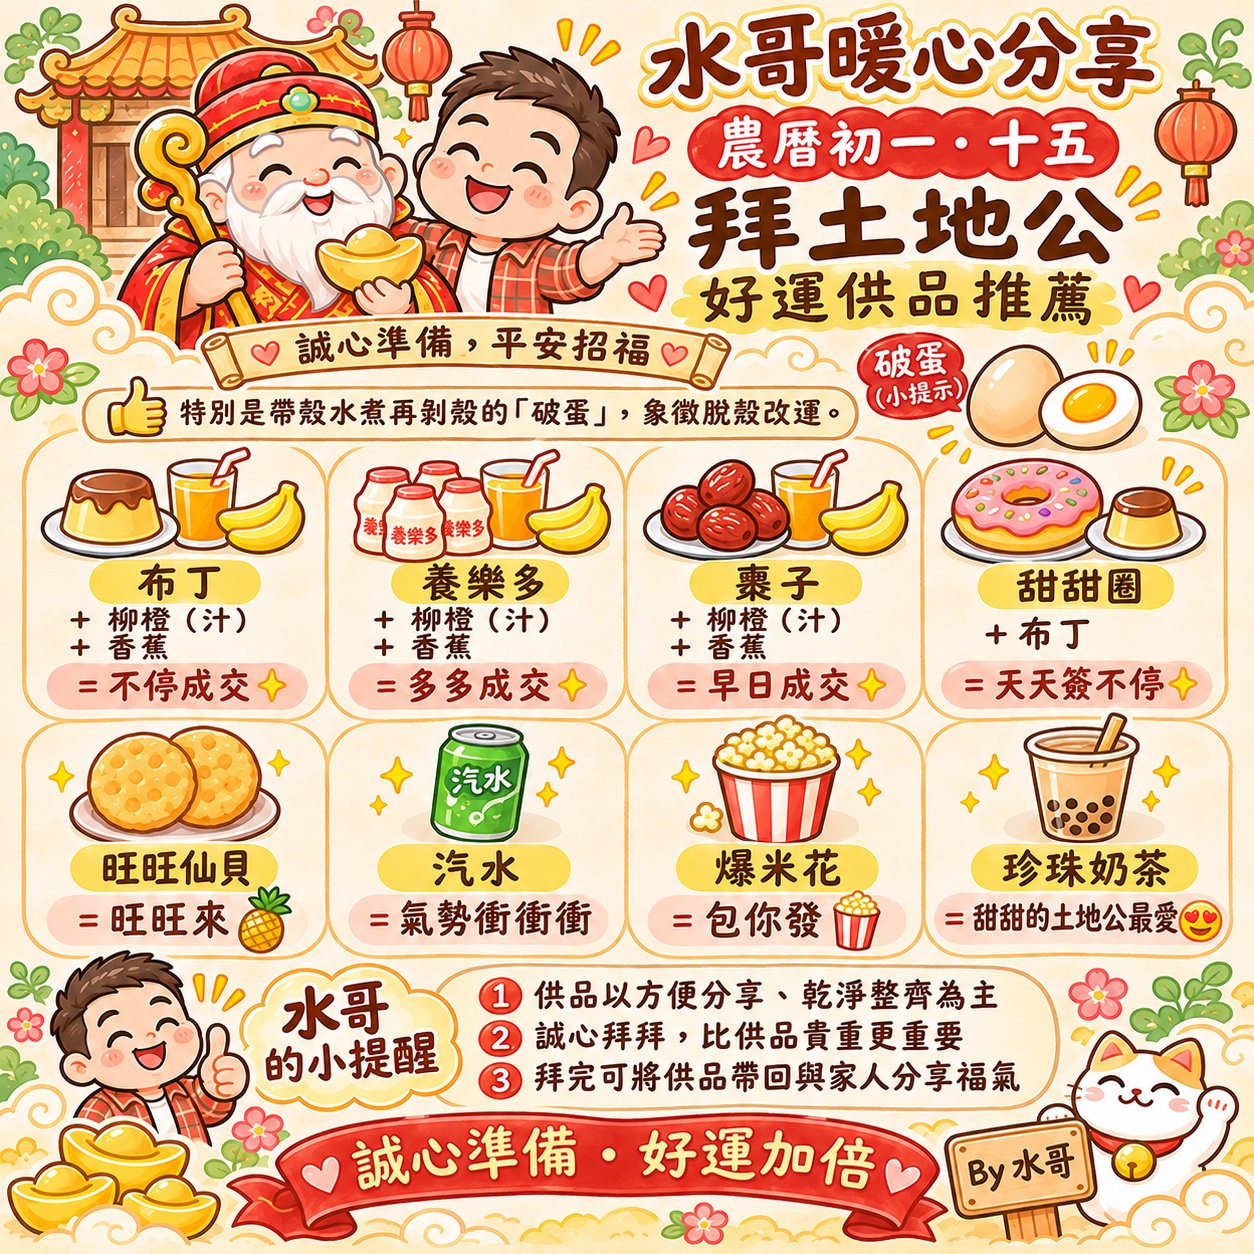 水哥暖心分享
農曆初一·十五
拜土地公
好運供品推薦
誠心準備，平安招福
破蛋
(小提示)
特別是帶殼水煮再剝殼的「破蛋」，象徵脫殼改運。
養樂多
布丁
+ 柳橙（汁）
+ 香蕉
=不停成交
養樂多
+ 柳橙（汁）
+ 香蕉
=多多成交
棗子
+ 柳橙（汁）
+ 香蕉
=早日成交
甜甜圈
+ 布丁
=天天簽不停
旺旺仙貝
=旺旺來
汽水
汽水
=氣勢衝衝衝
爆米花
=包你發
珍珠奶茶
=甜甜的土地公最愛
水哥
的小提醒
1 供品以方便分享、乾淨整齊為主
2 誠心拜拜，比供品貴重更重要
3 拜完可將供品帶回與家人分享福氣
誠心準備·好運加倍
By 水哥